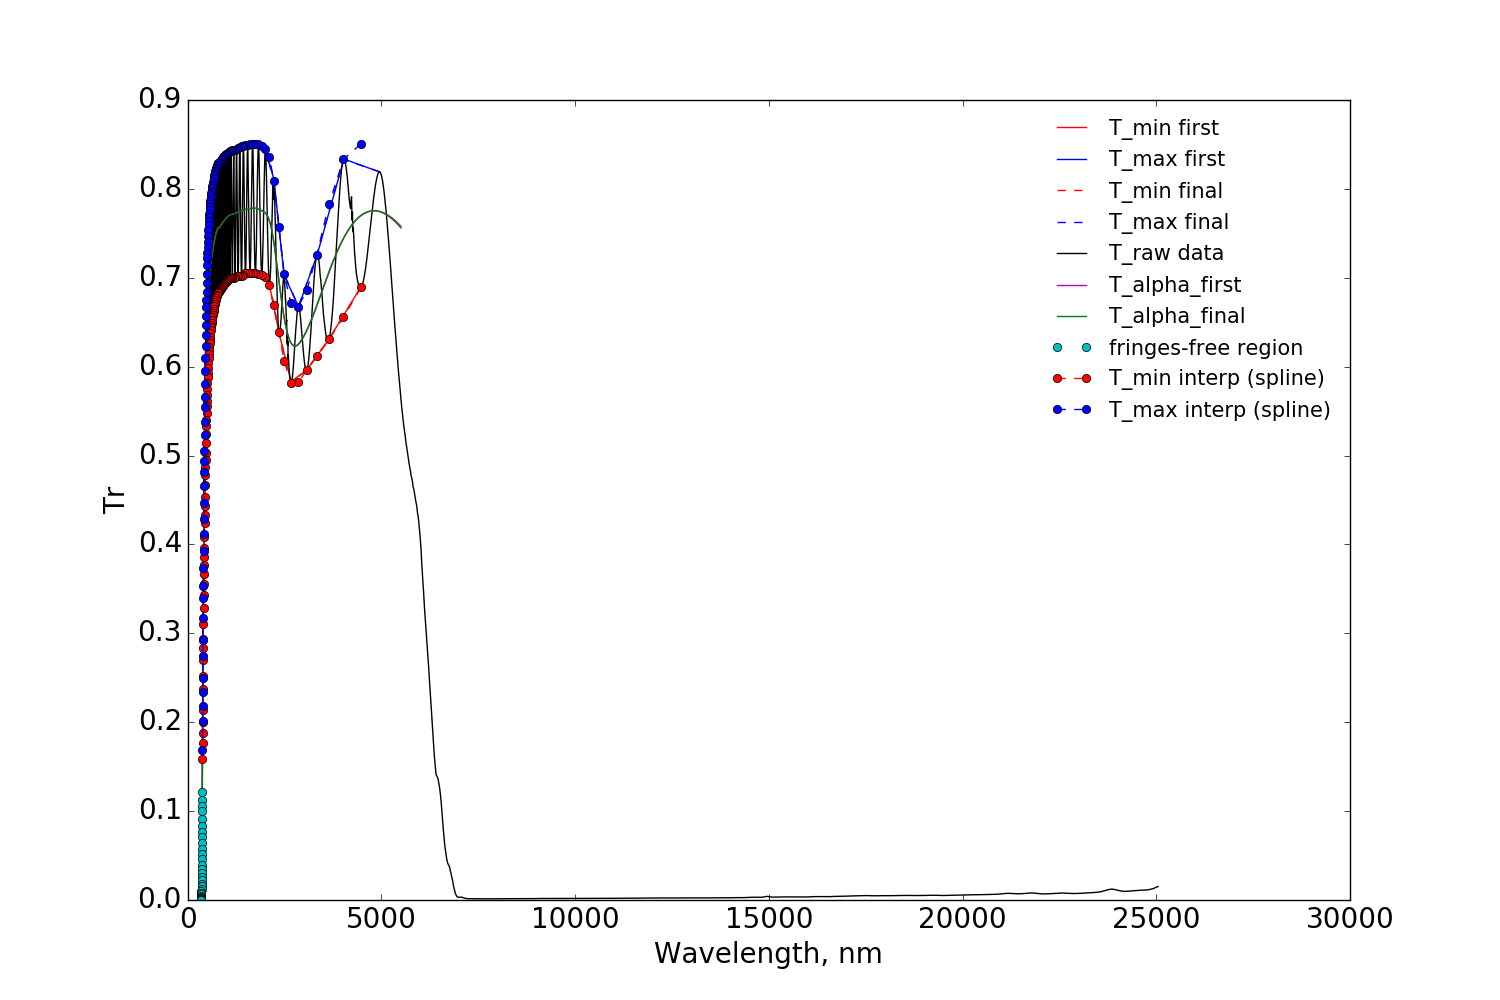 0.9
0.8
0.7
0.6
0.5
0.4
0.3
0.2
0.1
0.0
Tr
T_min first
T_max first
T_min final
T_max final
T_raw data
T_alpha_first
T_alpha_final
fringes-free region
T_min interp (spline)
T_max interp (spline)
0 5000 10000 15000 20000 25000 30000
Wavelength, nm